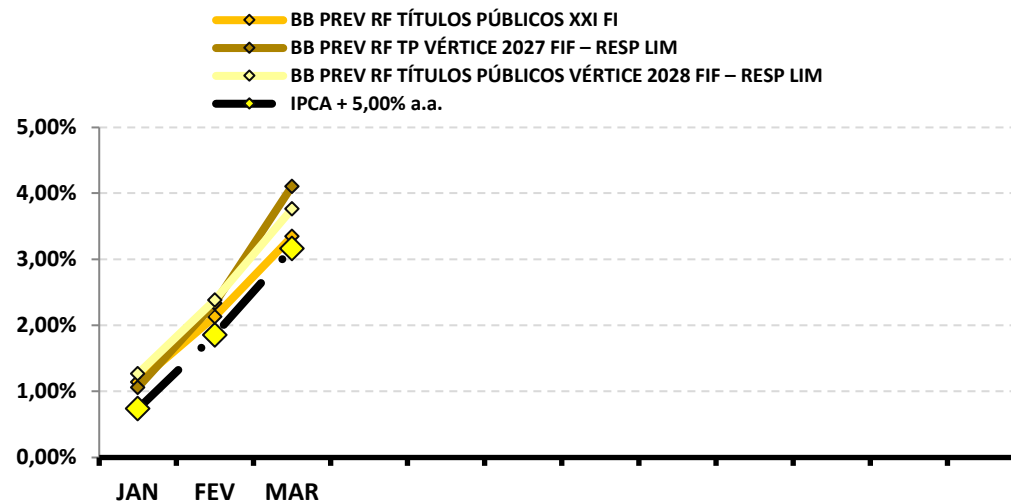 BB PREV RF TÍTULOS PÚBLICOS XXI FI
BB PREV RF TP VÉRTICE 2027 FIF – RESP LIM
BB PREV RF TÍTULOS PÚBLICOS VÉRTICE 2028 FIF – RESP LIM
IPCA + 5,00% a.a.
5,00%
4,00%
3,00%
2,00%
1,00%
0,00%
JAN FEV MAR